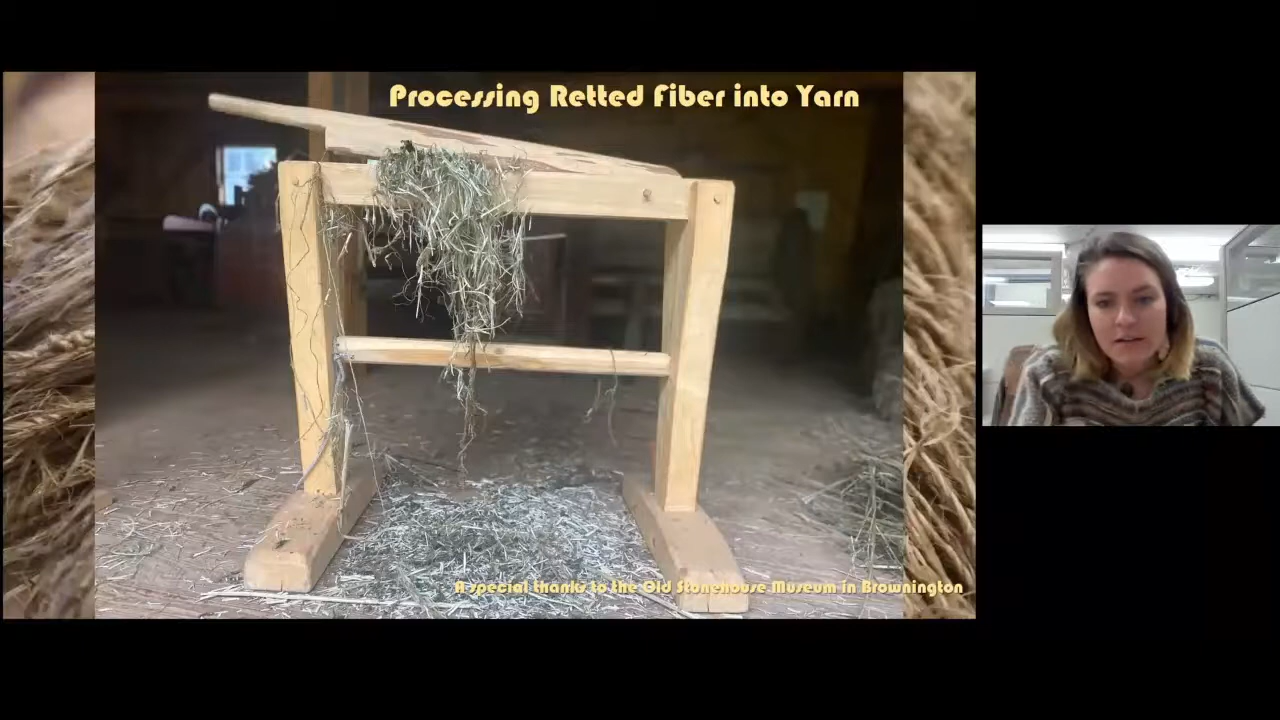 Processing Retted Fiber into Yarn
A special thanks to the Old Stonehouse Museum in Brownington